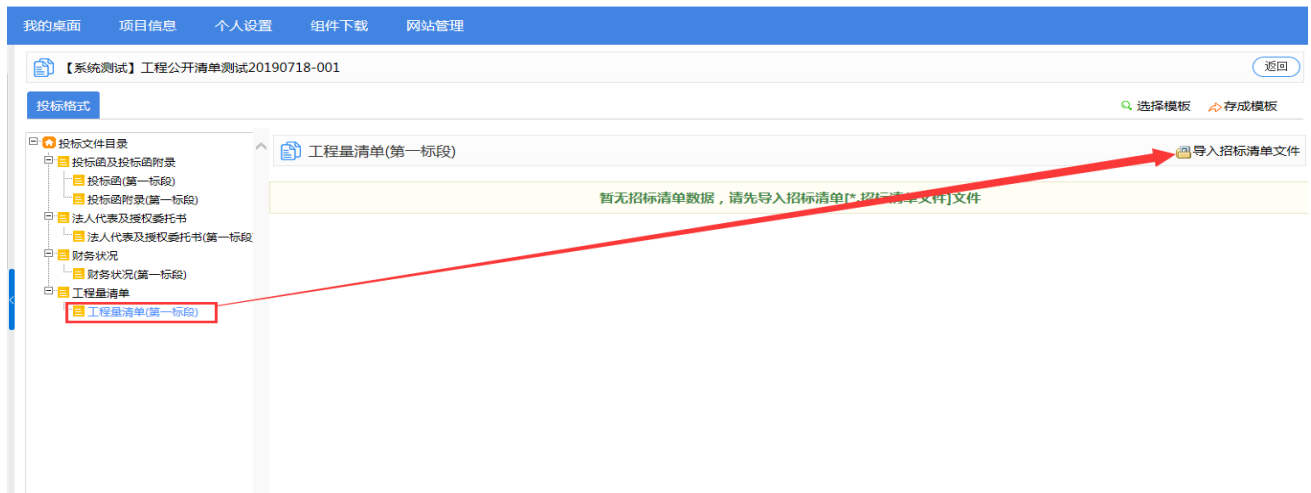 我的桌面 项目信息 个人设置 组件下载 网站管理
【系统测试】工程公开清单测试20190718-001 返回
投标格式 选择模板 存成模板
投标文件目录
投标函及投标函附录
投标函(第一标段)
投标函附录(第一标段)
法人代表及授权委托书
法人代表及授权委托书(第一标段
财务状况
财务状况(第一标段)
工程量清单
工程量清单(第一标段)
工程量清单(第一标段) 导入招标清单文件
暂无招标清单数据，请先导入招标清单[*.招标清单文件]文件